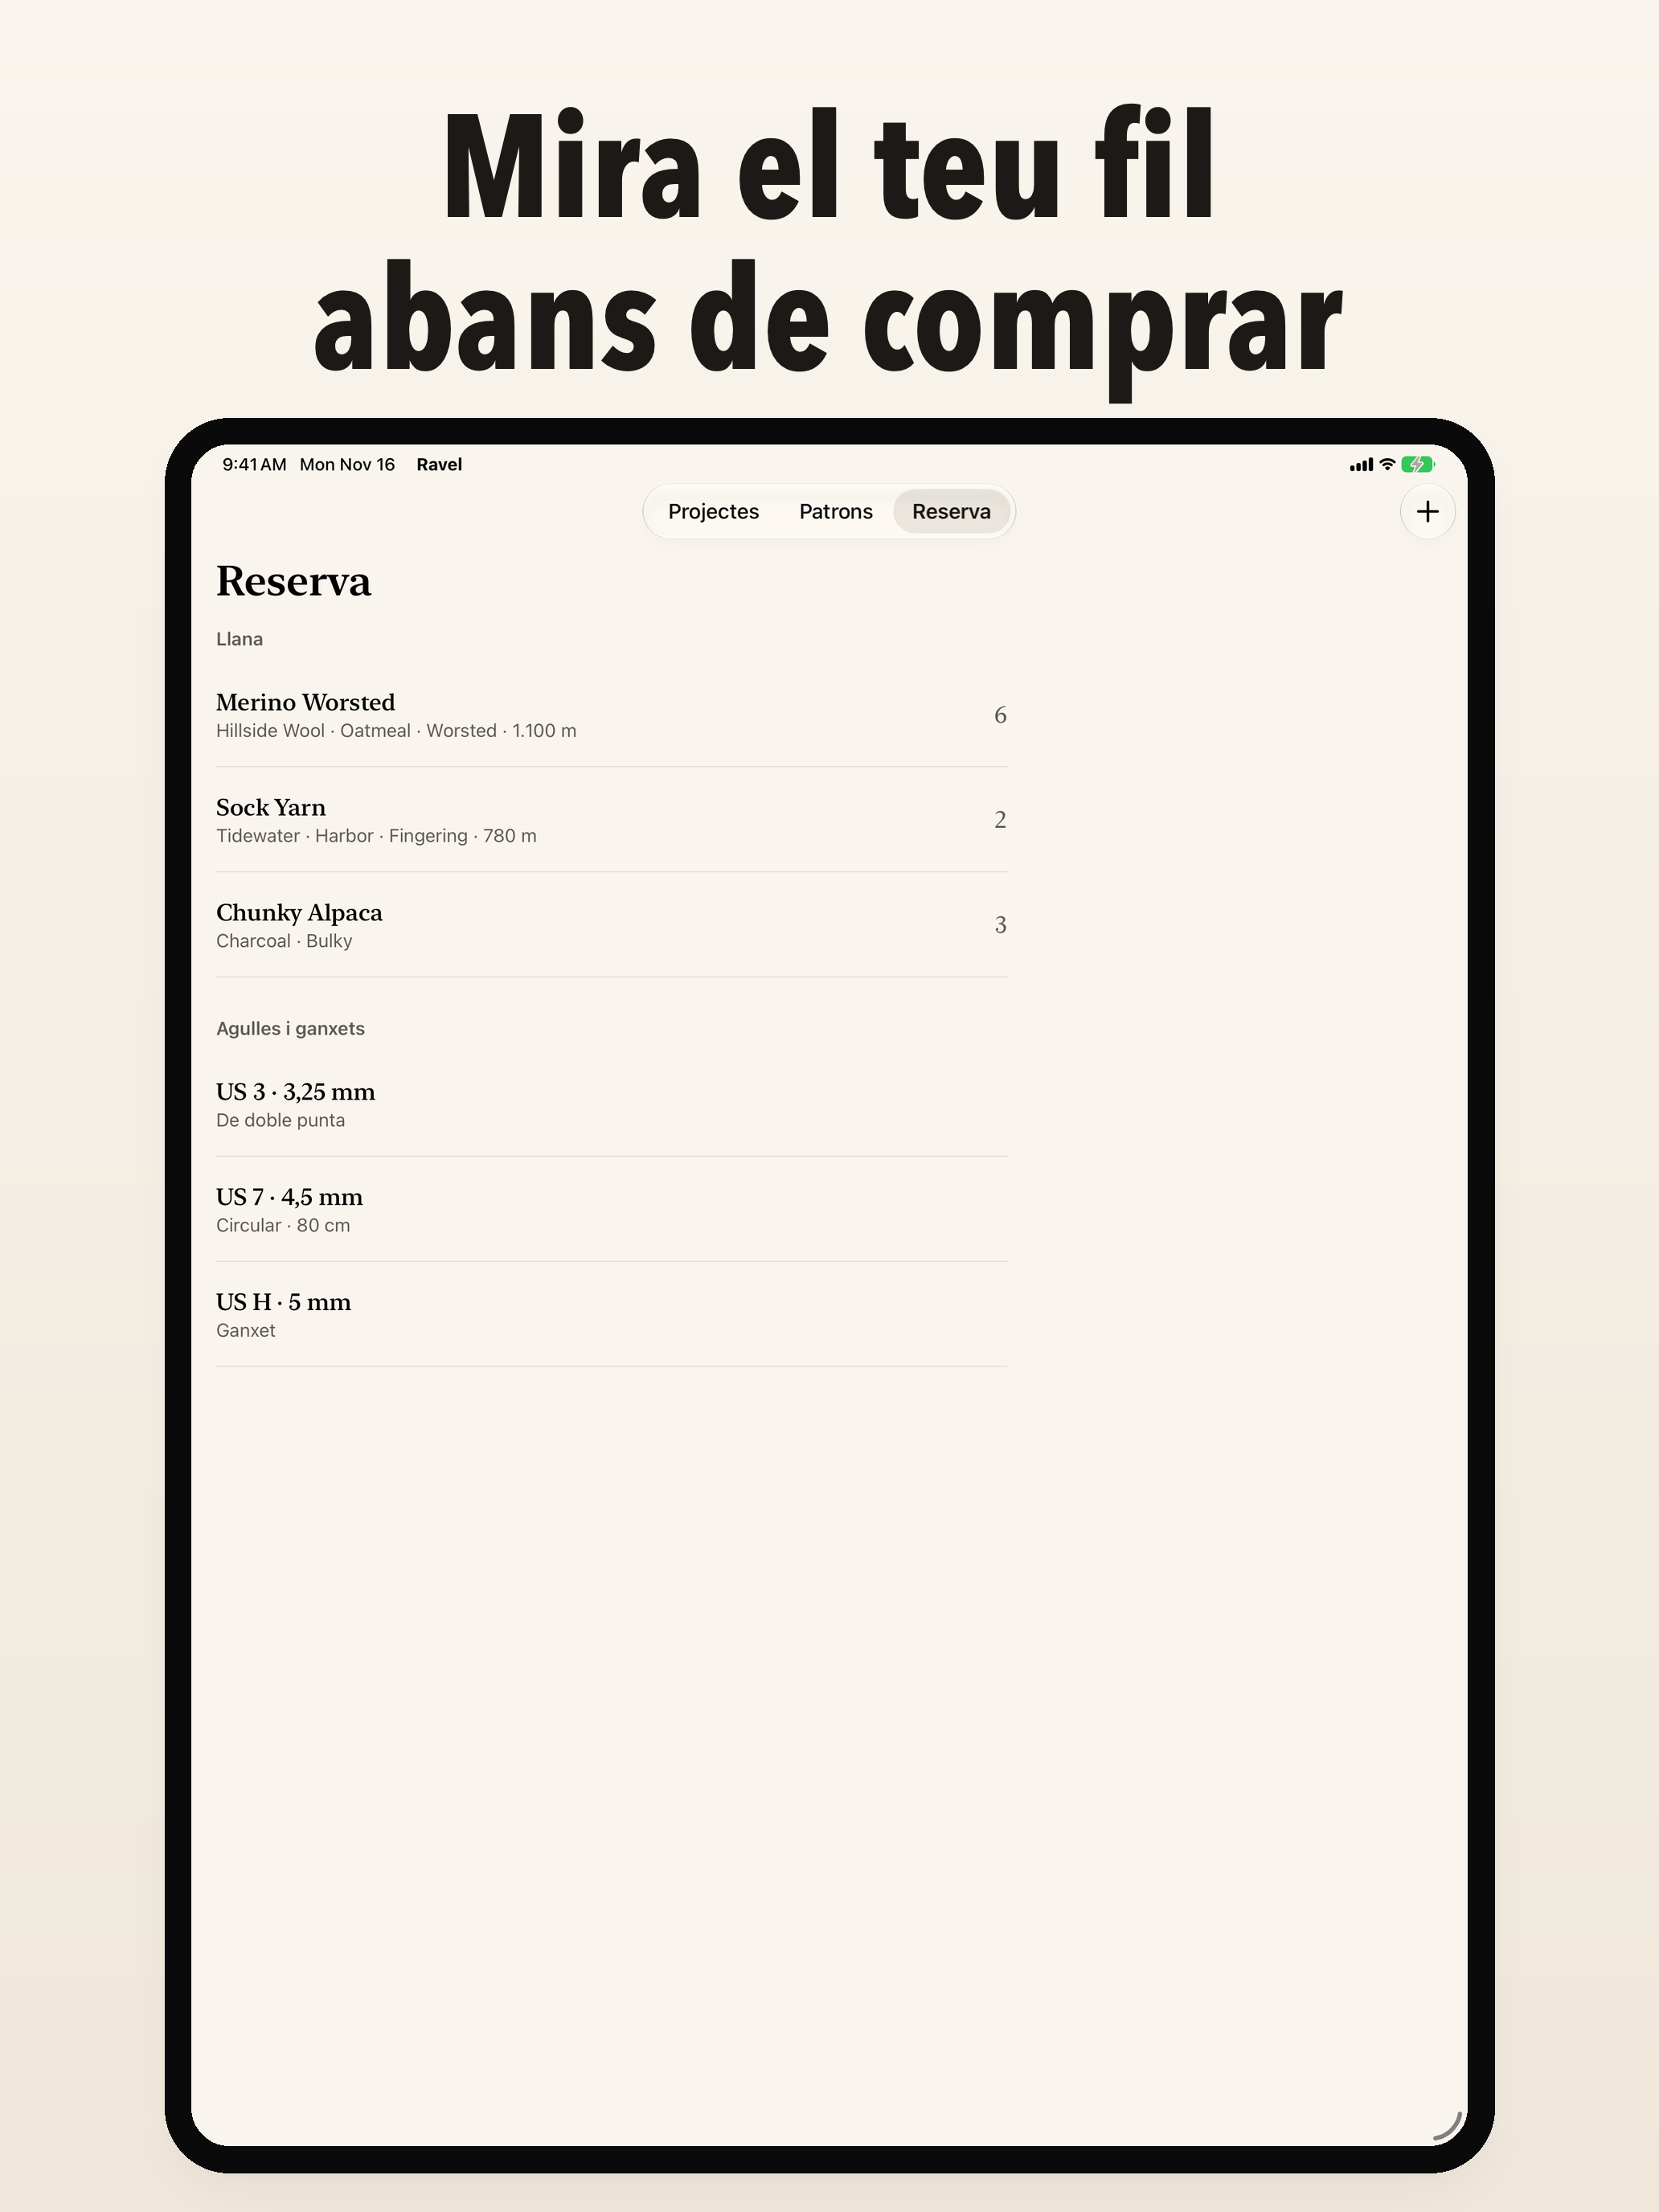 Mira el teu fil
abans de comprar
9:41 AM Mon Nov 16 Ravel
Projectes Patrons Reserva
Reserva
Llana
Merino Worsted
Hillside Wool · Oatmeal · Worsted · 1.100 m
6
Sock Yarn
Tidewater · Harbor · Fingering · 780 m
2
Chunky Alpaca
Charcoal · Bulky
3
Agulles i ganxets
US 3 · 3,25 mm
De doble punta
US 7 · 4,5 mm
Circular · 80 cm
US H · 5 mm
Ganxet